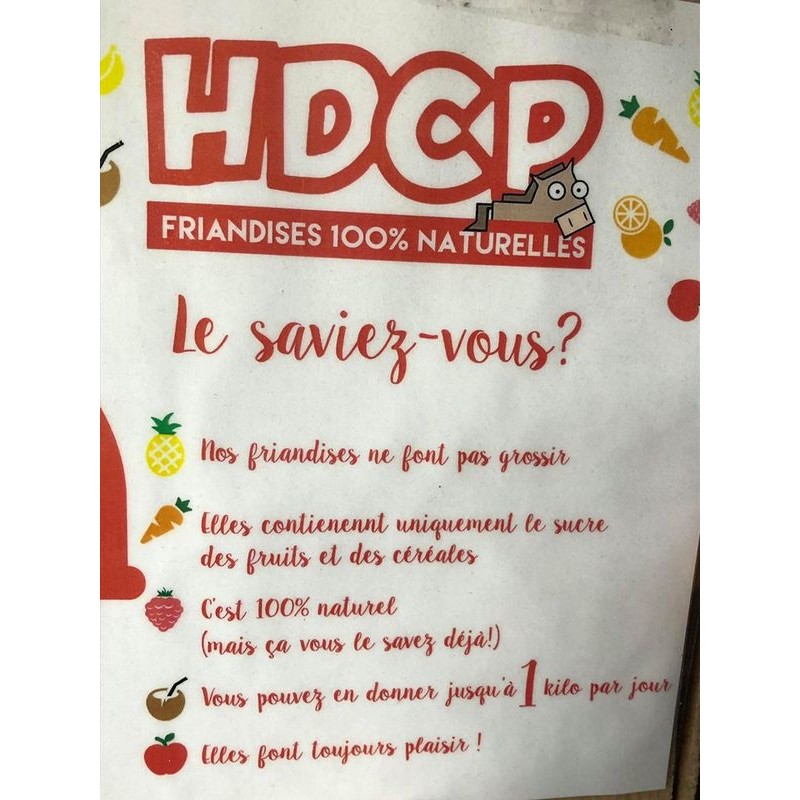 HDCP
FRIANDISES 100% NATURELLES
Le saviez-vous?
Nos friandises ne font pas grossir
Elles contienennt uniquement le sucre
des fruits et des céréales
C'est 100% naturel
(mais ça vous le savez déjà!)
Vous pouvez en donner jusqu'à 1 kilo par jour
Elles font toujours plaisir !